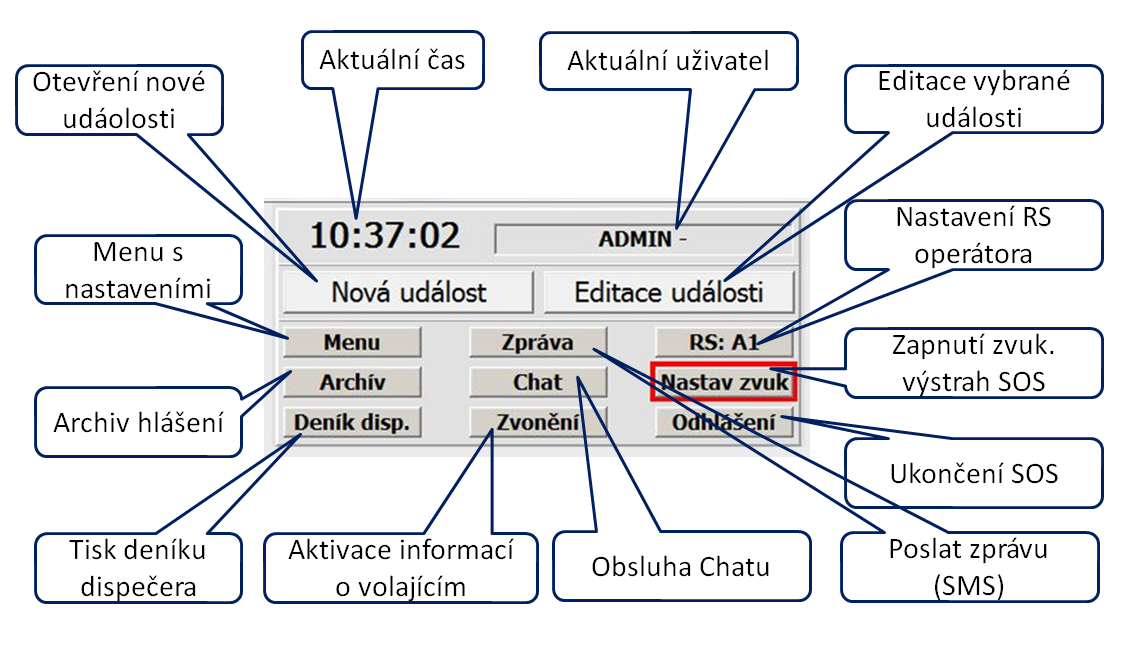 Aktuální čas
Aktuální uživatel
Otevření nové
udáolosti
Editace vybrané
události
Nastavení RS
operátora
Menu s
nastaveními
10:37:02
ADMIN -
Nová událost
Editace události
Menu
Zpráva
RS: A1
Zapnutí zvuk.
výstrah SOS
Archív
Chat
Nastav zvuk
Archiv hlášení
Deník disp.
Zvonění
Odhlášení
Ukončení SOS
Tisk deníku
dispečera
Aktivace informací
o volajícím
Obsluha Chatu
Poslat zprávu
(SMS)